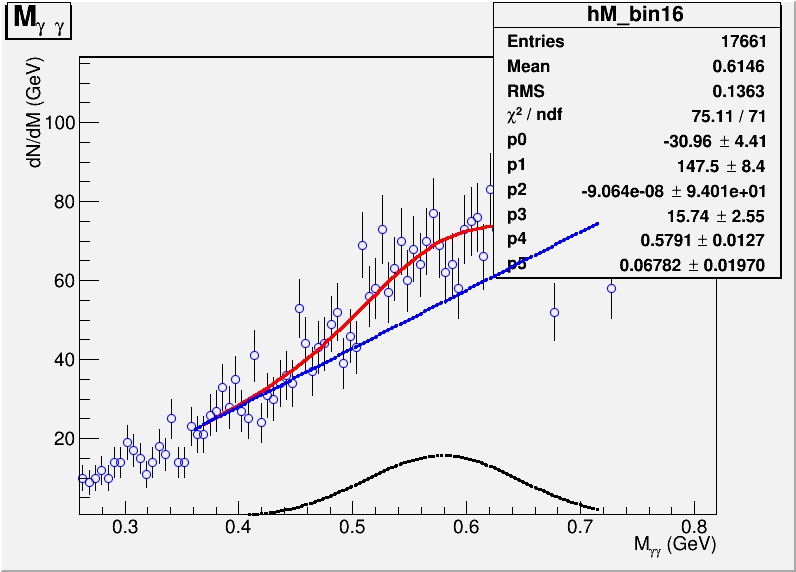 Mγ γ
hM_bin16
Entries 17661
Mean 0.6146
RMS 0.1363
χ² / ndf 75.11 / 71
p0 -30.96 ± 4.41
p1 147.5 ± 8.4
p2 -9.064e-08 ± 9.401e+01
p3 15.74 ± 2.55
p4 0.5791 ± 0.0127
p5 0.06782 ± 0.01970
dN/dM (GeV)
100
80
60
40
20
0.3 0.4 0.5 0.6 0.7 0.8
Mγγ (GeV)